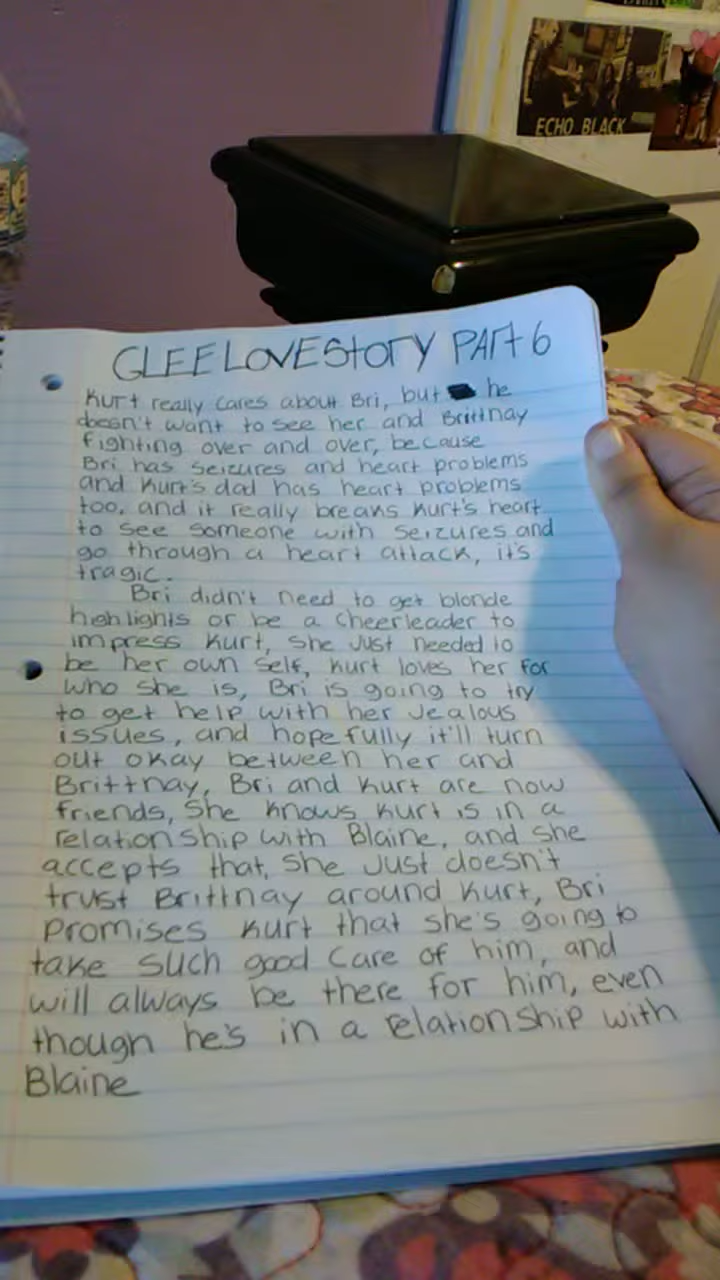 ECHO BLACK
GLEE LOVE Story PArt 6
Kurt really cares about Bri, but he
doesn't want to see her and Brittnay
fighting over and over, because
Bri has seizures and heart problems
and Kurt's dad has heart problems
too, and it really breaks Kurt's heart
to see someone with seizures and
go through a heart attack, it's
tragic.
Bri didn't need to get blonde
highlights or be a cheerleader to
impress Kurt, she just needed to
be her own self, Kurt loves her for
who she is, Bri is going to try
to get help with her jealous
issues, and hopefully it'll turn
out okay between her and
Brittnay, Bri and Kurt are now
friends, She knows Kurt is in a
relationship with Blaine, and she
accepts that, She just doesn't
trust Brittnay around Kurt, Bri
promises Kurt that she's going to
take such good care of him, and
will always be there for him, even
though he's in a relationship with
Blaine